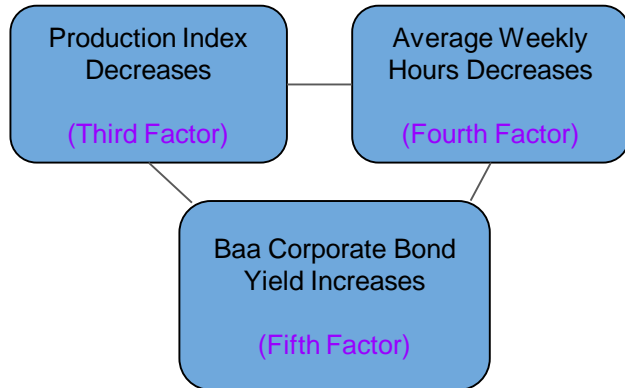 Production Index
Decreases
(Third Factor)
Average Weekly
Hours Decreases
(Fourth Factor)
Baa Corporate Bond
Yield Increases
(Fifth Factor)